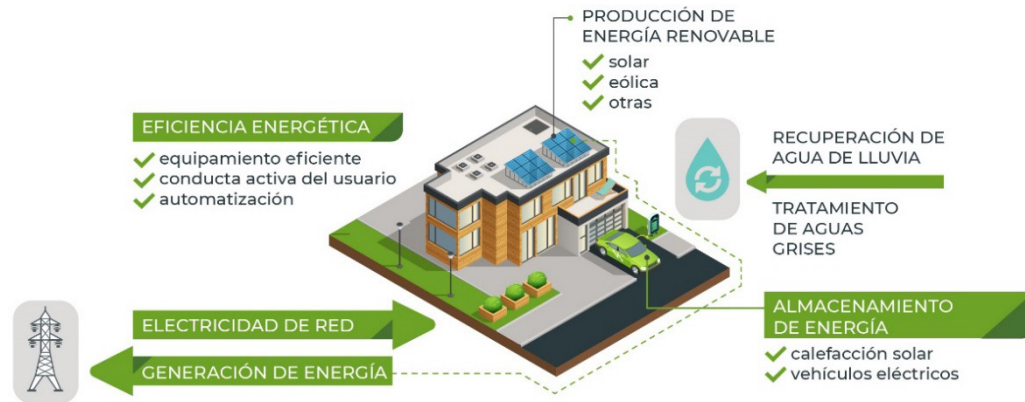 PRODUCCIÓN DE
ENERGÍA RENOVABLE
solar
eólica
otras
EFICIENCIA ENERGÉTICA
equipamiento eficiente
conducta activa del usuario
automatización
RECUPERACIÓN DE
AGUA DE LLUVIA
TRATAMIENTO
DE AGUAS
GRISES
ELECTRICIDAD DE RED
GENERACIÓN DE ENERGÍA
ALMACENAMIENTO
DE ENERGÍA
calefacción solar
vehículos eléctricos